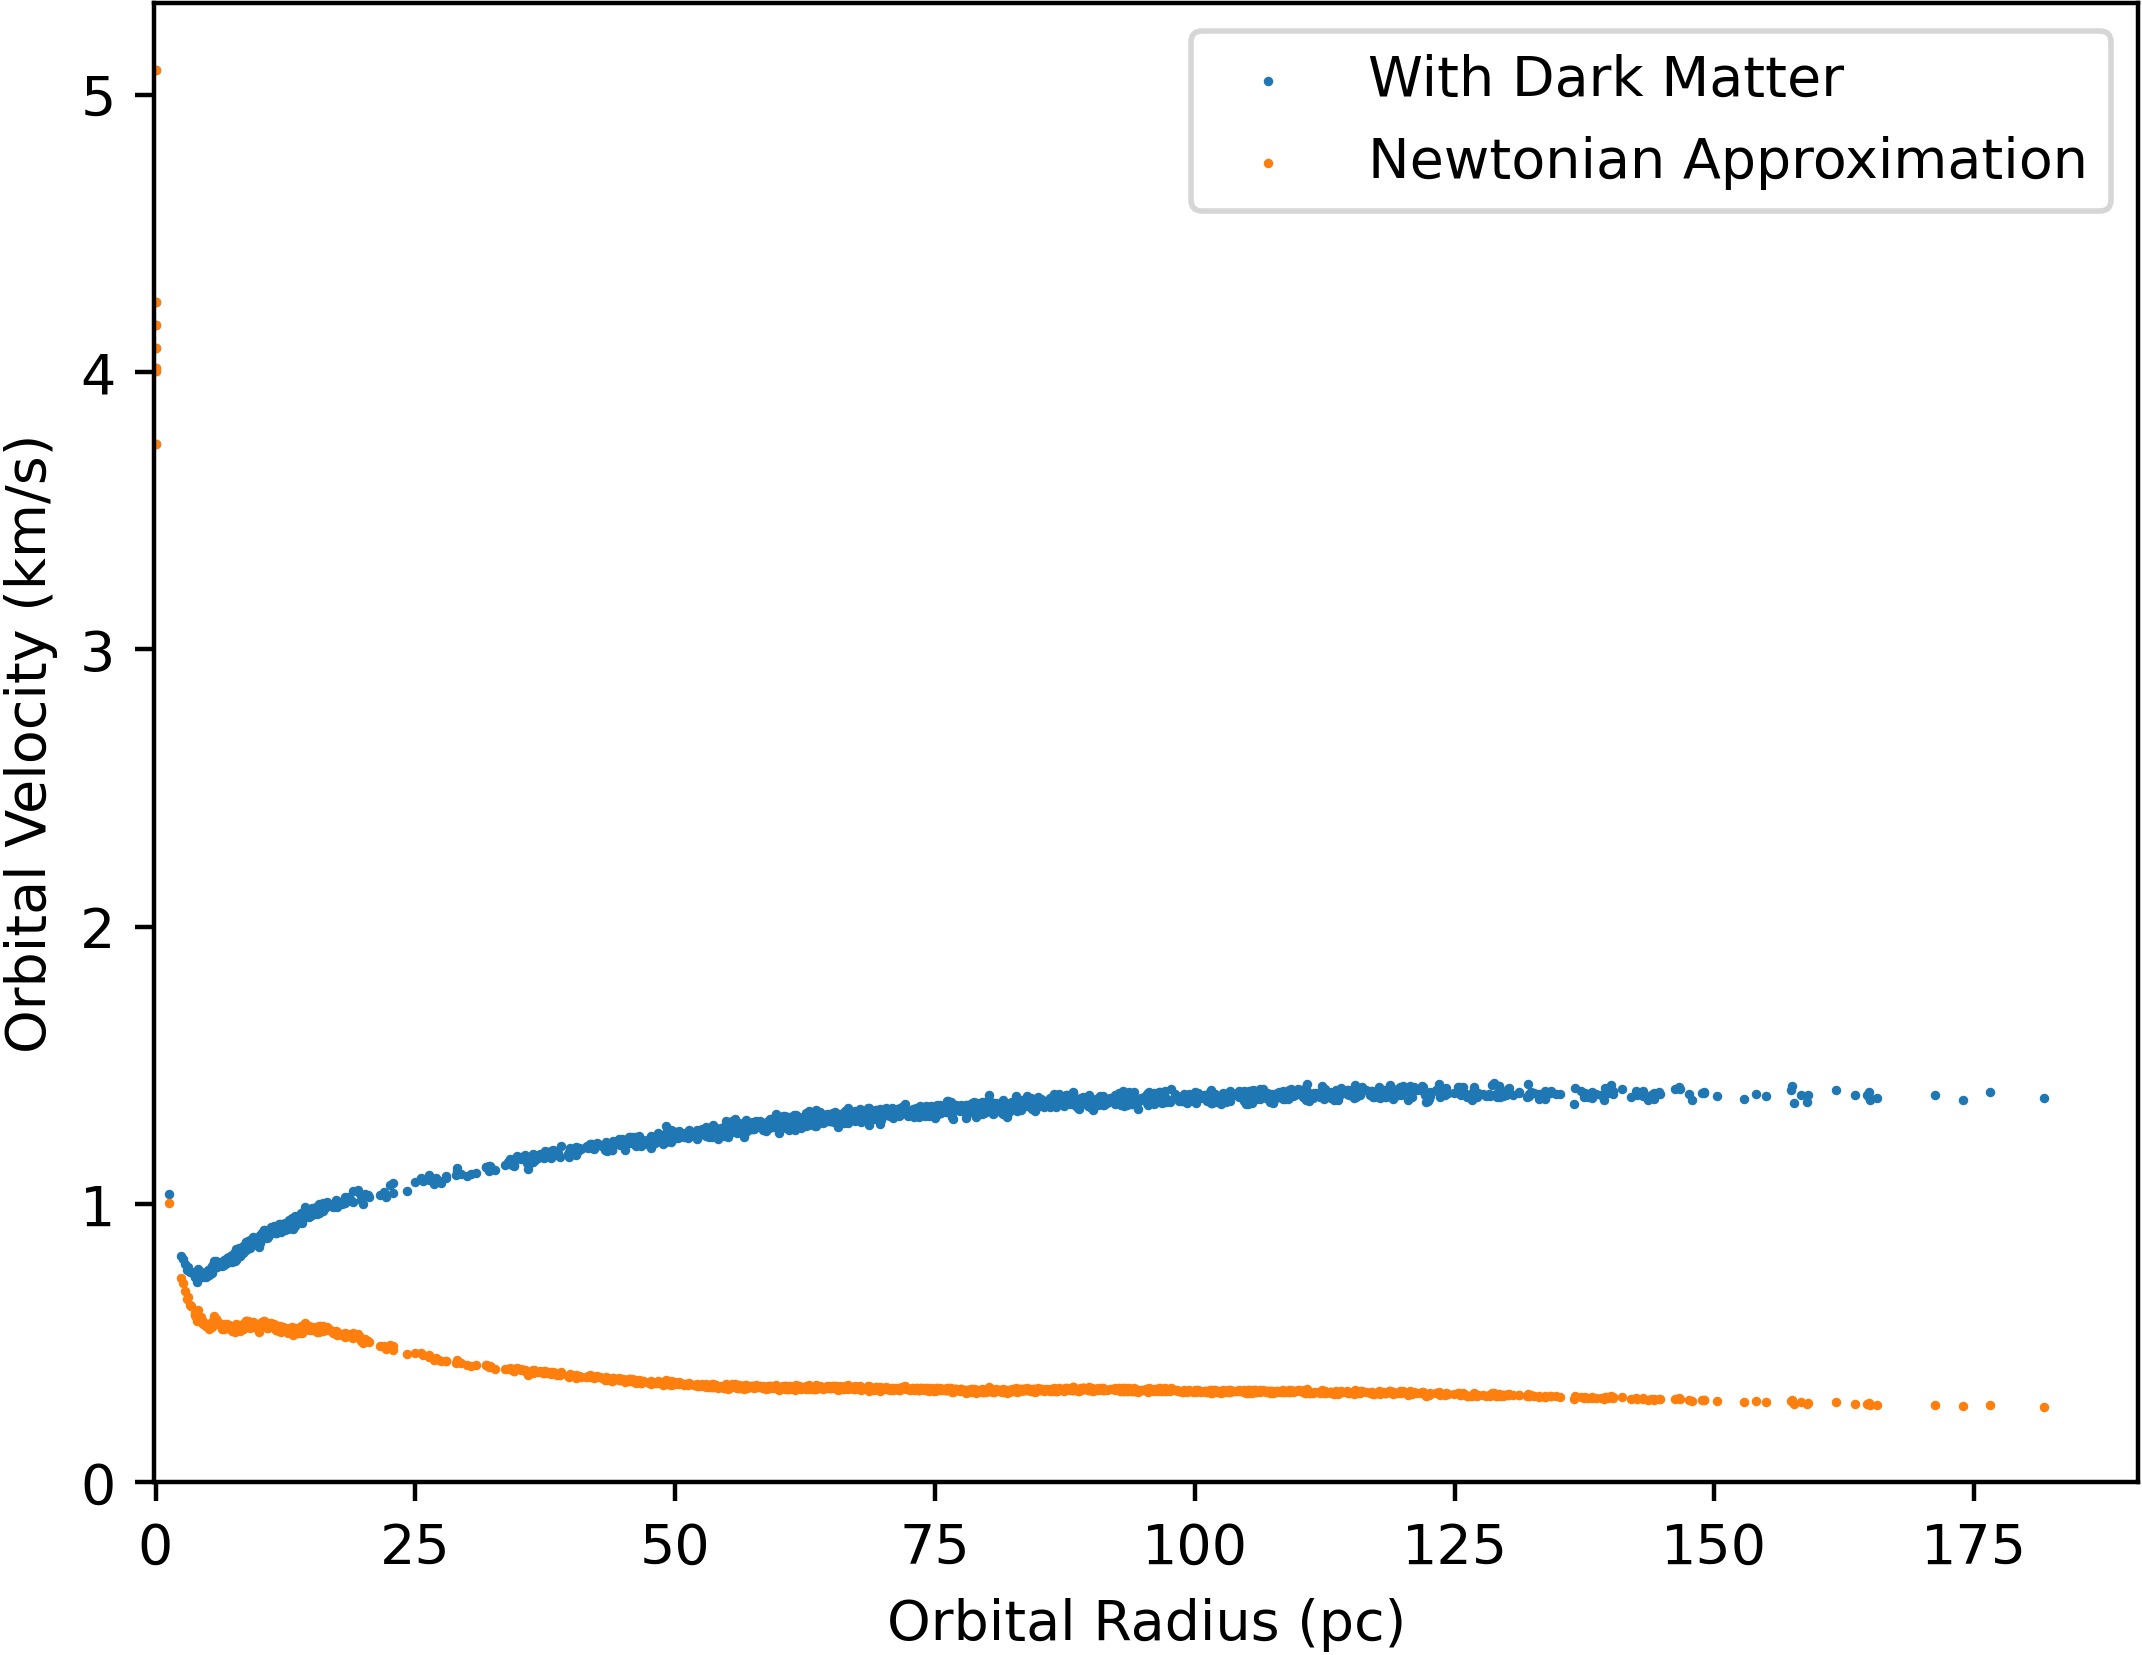 With Dark Matter
Newtonian Approximation
Orbital Velocity (km/s)
5
4
3
2
1
0
0 25 50 75 100 125 150 175
Orbital Radius (pc)